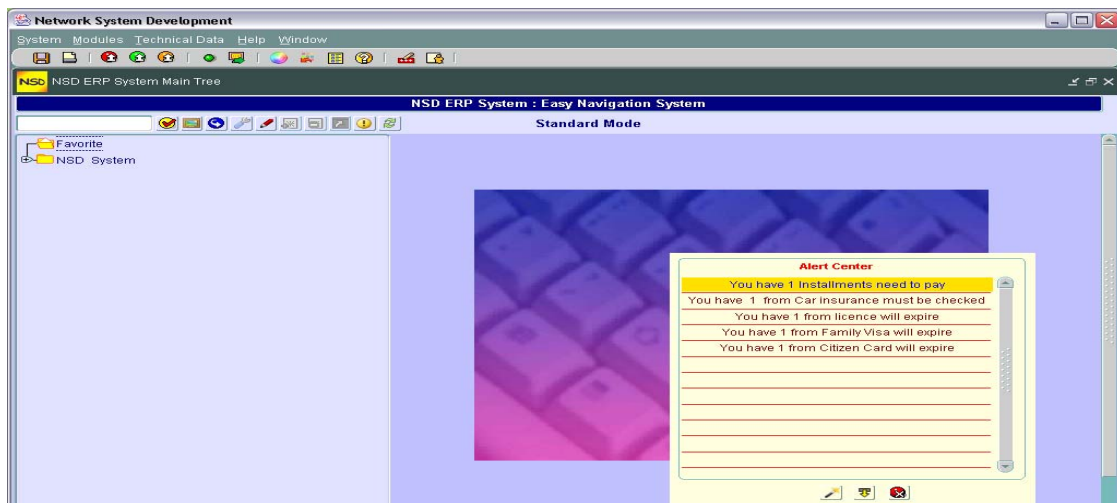 Network System Development
System Modules Technical Data Help Window
NSD NSD ERP System Main Tree
NSD ERP System : Easy Navigation System
Standard Mode
Favorite
NSD System
Alert Center
You have 1 Installments need to pay
You have 1 from Car insurance must be checked
You have 1 from licence will expire
You have 1 from Family Visa will expire
You have 1 from Citizen Card will expire